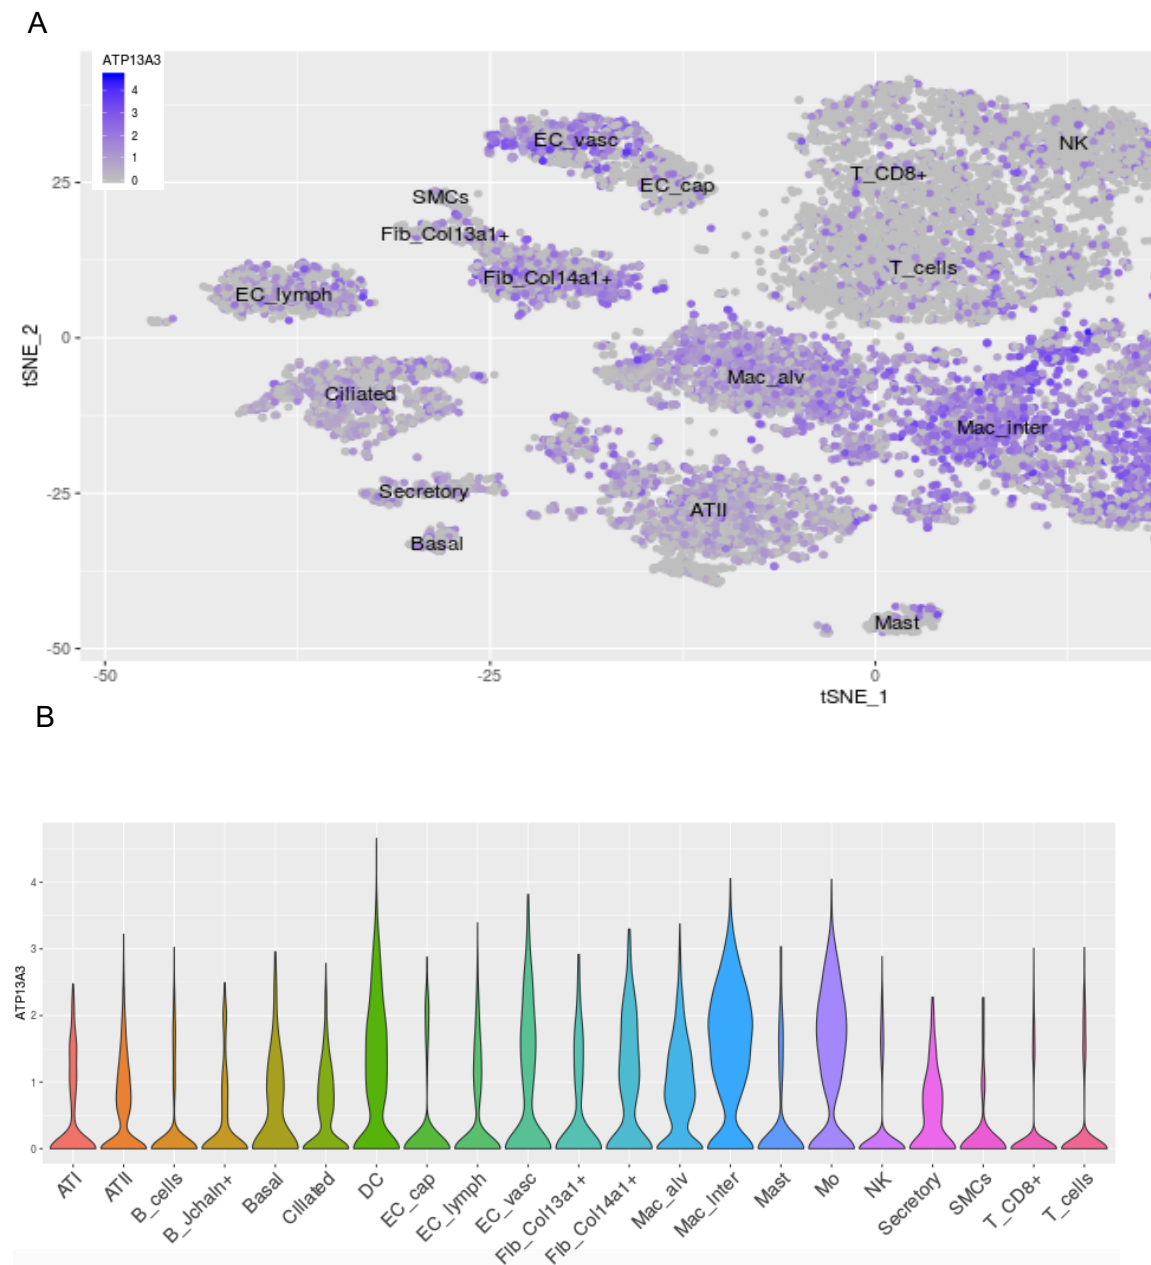 A
ATP13A3
4
3
2
1
0
EC_vasc
NK
T_CD8+
EC_cap
25
SMCs
Fib_Col13a1+
T_cells
Fib_Col14a1+
EC_lymph
0
tSNE_2
Mac_alv
Ciliated
Mac_inter
-25
Secretory
ATII
Basal
Mast
-50
-50 -25 0
tSNE_1
B
4
3
2
1
0
ATP13A3
ATI ATII B_cells B_Jchain+ Basal Ciliated DC EC_cap EC_lymph EC_vasc Fib_Col13a1+ Fib_Col14a1+ Mac_alv Mac_Inter Mast Mo NK Secretory SMCs T_CD8+ T_cells